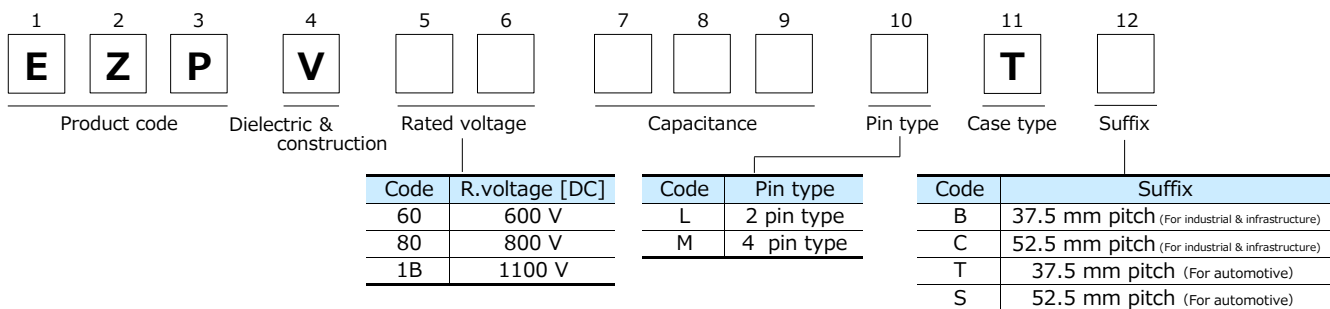 1 2 3 4 5 6 7 8 9 10 11 12
E Z P V T
Product code Dielectric & construction Rated voltage Capacitance Pin type Case type Suffix
Code R.voltage [DC]
60 600 V
80 800 V
1B 1100 V
Code Pin type
L 2 pin type
M 4 pin type
Code Suffix
B 37.5 mm pitch (For industrial & infrastructure)
C 52.5 mm pitch (For industrial & infrastructure)
T 37.5 mm pitch (For automotive)
S 52.5 mm pitch (For automotive)